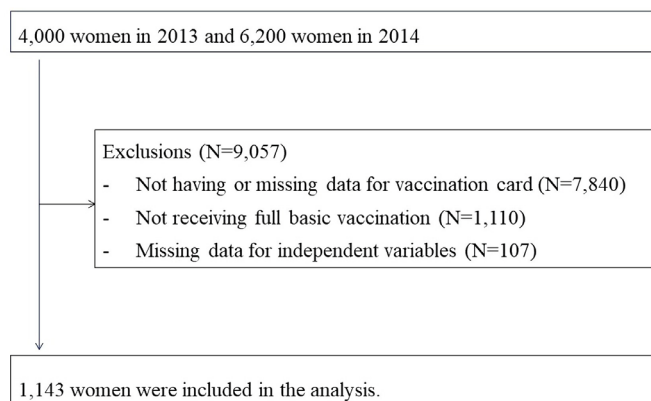 4,000 women in 2013 and 6,200 women in 2014
Exclusions (N=9,057)
- Not having or missing data for vaccination card (N=7,840)
- Not receiving full basic vaccination (N=1,110)
- Missing data for independent variables (N=107)
1,143 women were included in the analysis.